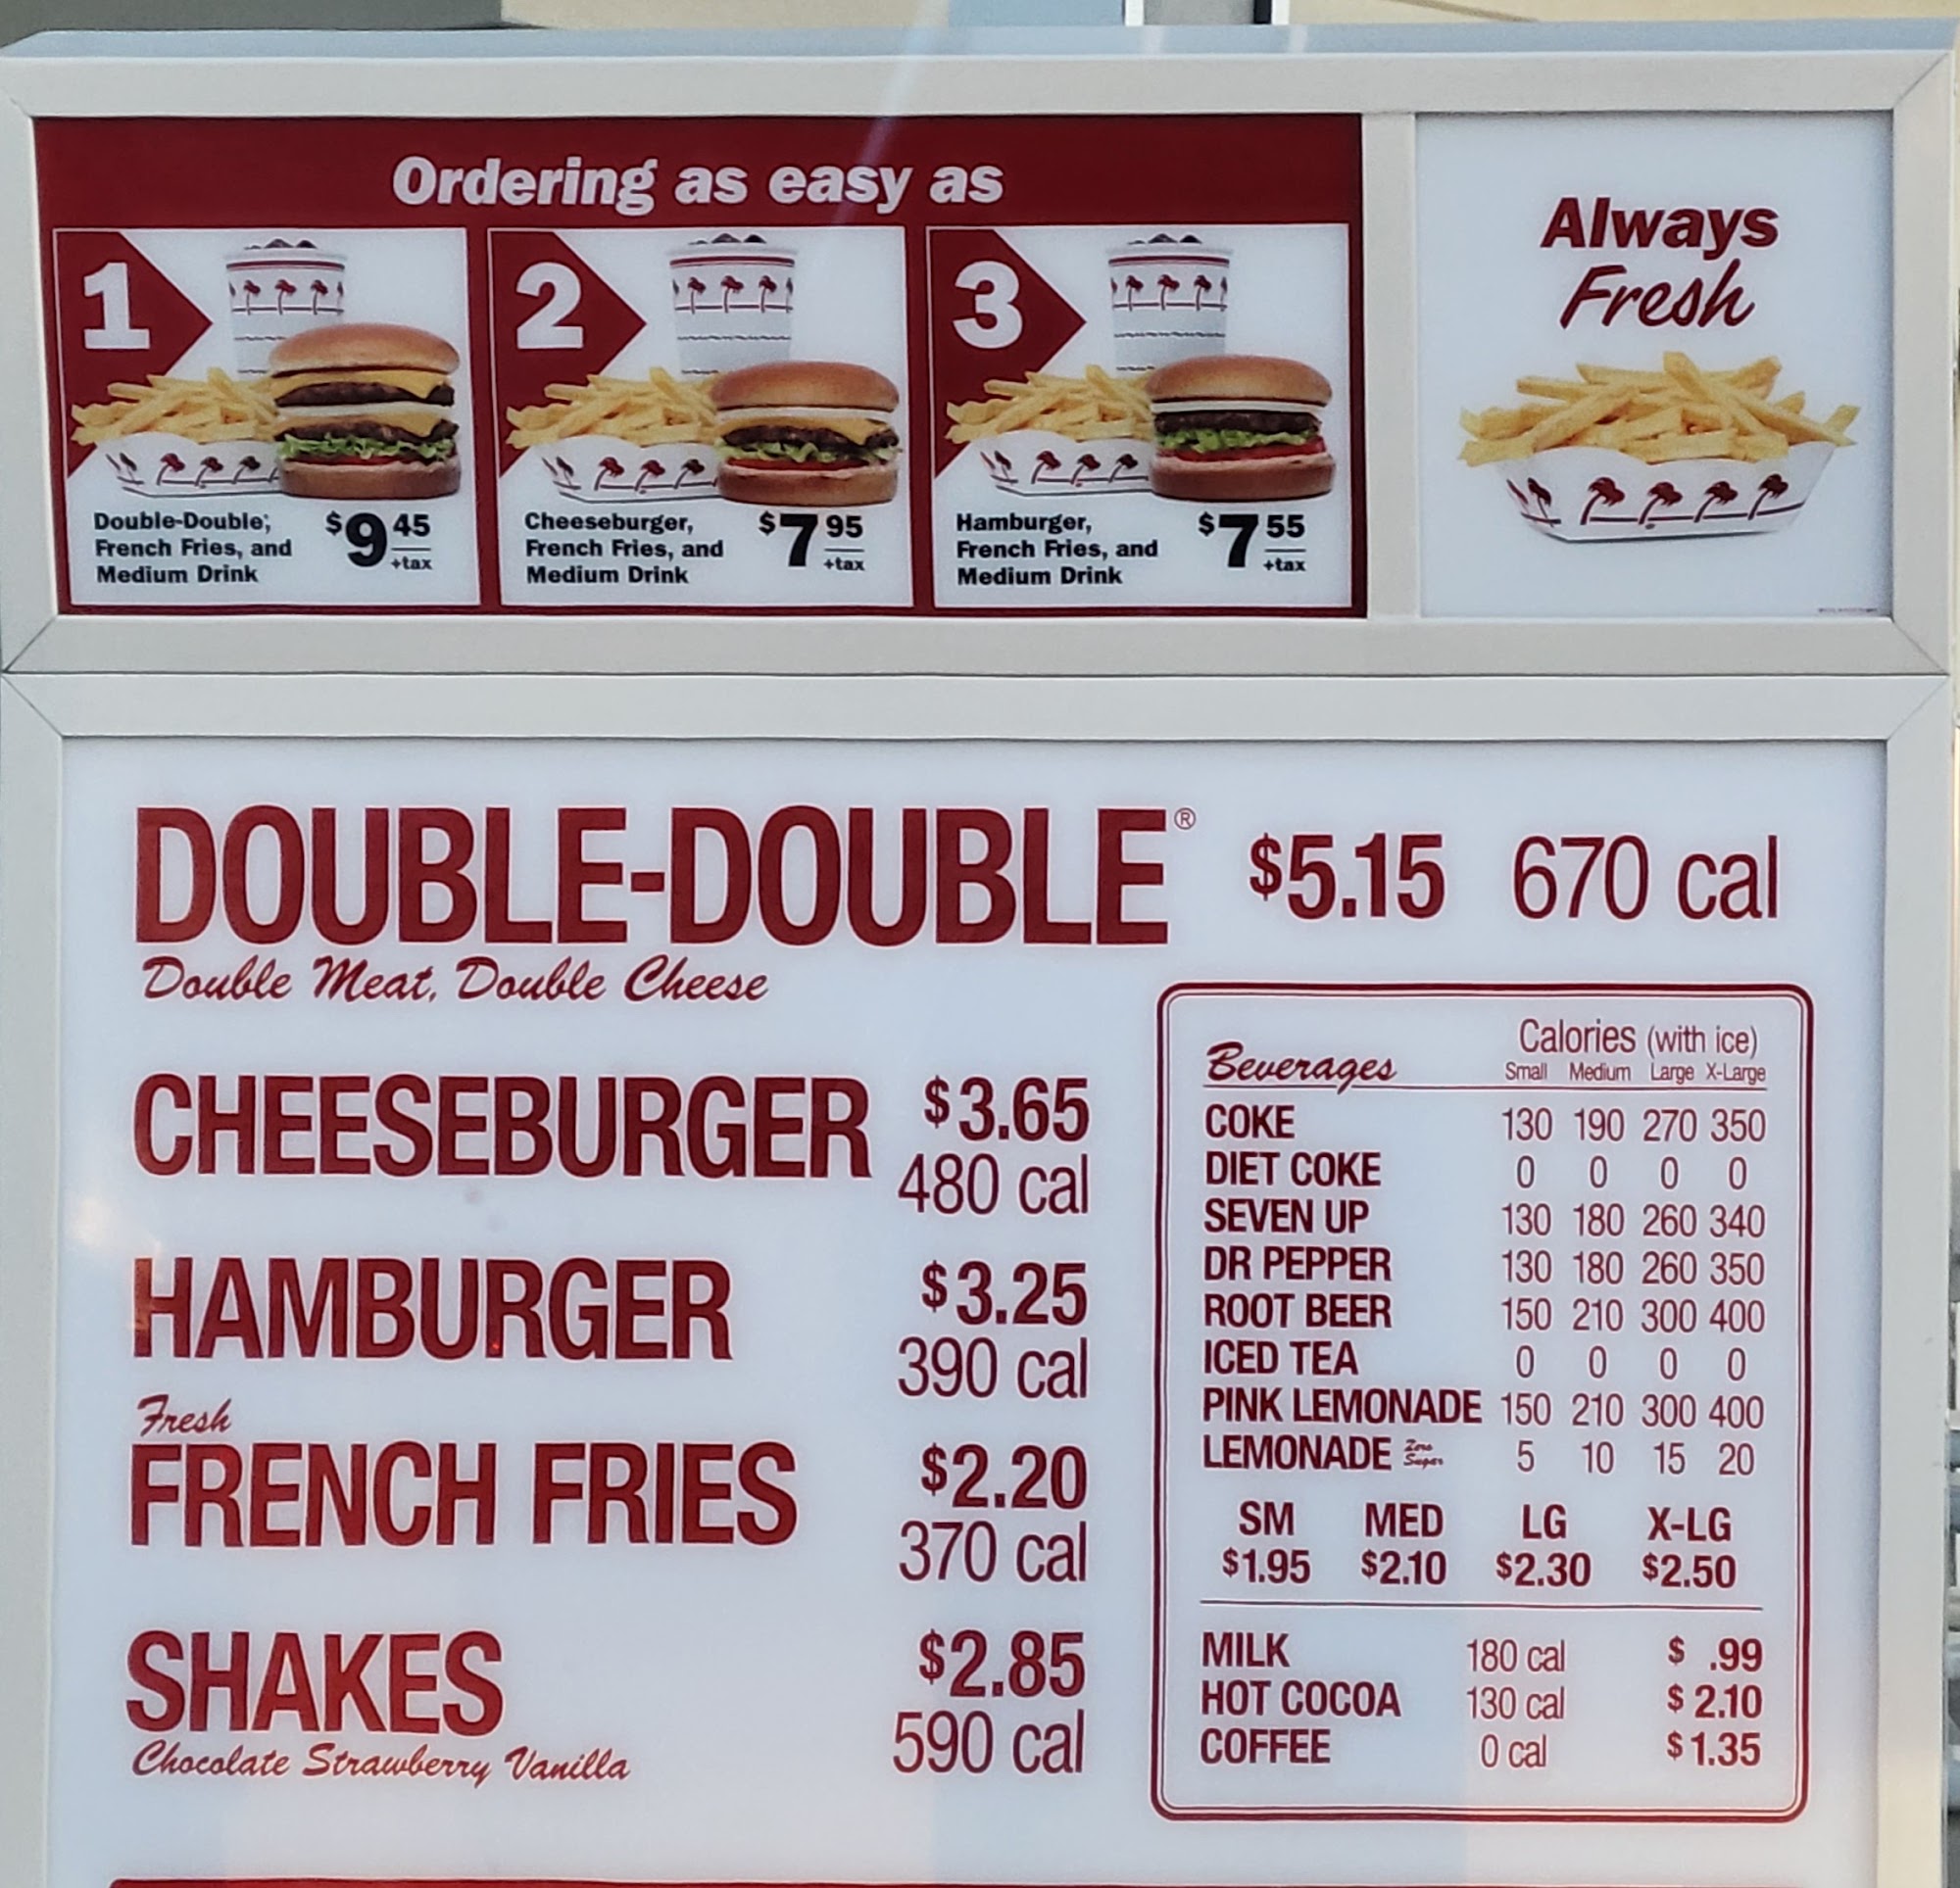 Ordering as easy as
1
Double-Double,
French Fries, and
Medium Drink
$9 45
+tax
2
Cheeseburger,
French Fries, and
Medium Drink
$7 95
+tax
3
Hamburger,
French Fries, and
Medium Drink
$7 55
+tax
Always
Fresh
DOUBLE-DOUBLE® $5.15 670 cal
Double Meat, Double Cheese
CHEESEBURGER $3.65
480 cal
HAMBURGER $3.25
390 cal
Fresh
FRENCH FRIES $2.20
370 cal
SHAKES $2.85
590 cal
Chocolate Strawberry Vanilla
Calories (with ice)
Beverages Small Medium Large X-Large
COKE 130 190 270 350
DIET COKE 0 0 0 0
SEVEN UP 130 180 260 340
DR PEPPER 130 180 260 350
ROOT BEER 150 210 300 400
ICED TEA 0 0 0 0
PINK LEMONADE 150 210 300 400
LEMONADE Zero Sugar 5 10 15 20
SM MED LG X-LG
$1.95 $2.10 $2.30 $2.50
MILK 180 cal $ .99
HOT COCOA 130 cal $ 2.10
COFFEE 0 cal $ 1.35